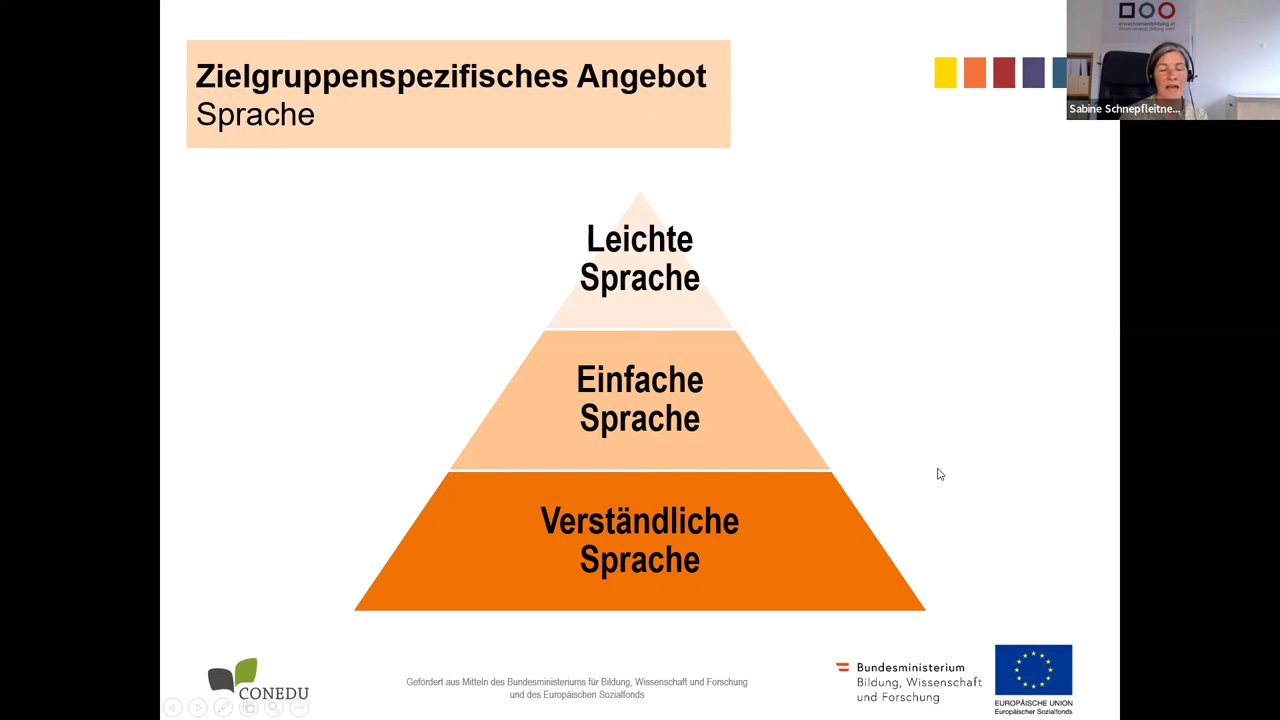 Zielgruppenspezifisches Angebot
Sprache
Sabine Schnepfleitne...
Leichte
Sprache
Einfache
Sprache
Verständliche
Sprache
CONEDU
Gefördert aus Mitteln des Bundesministeriums für Bildung, Wissenschaft und Forschung
und des Europäischen Sozialfonds
Bundesministerium
Bildung, Wissenschaft
und Forschung
EUROPÄISCHE UNION
Europäischer Sozialfonds